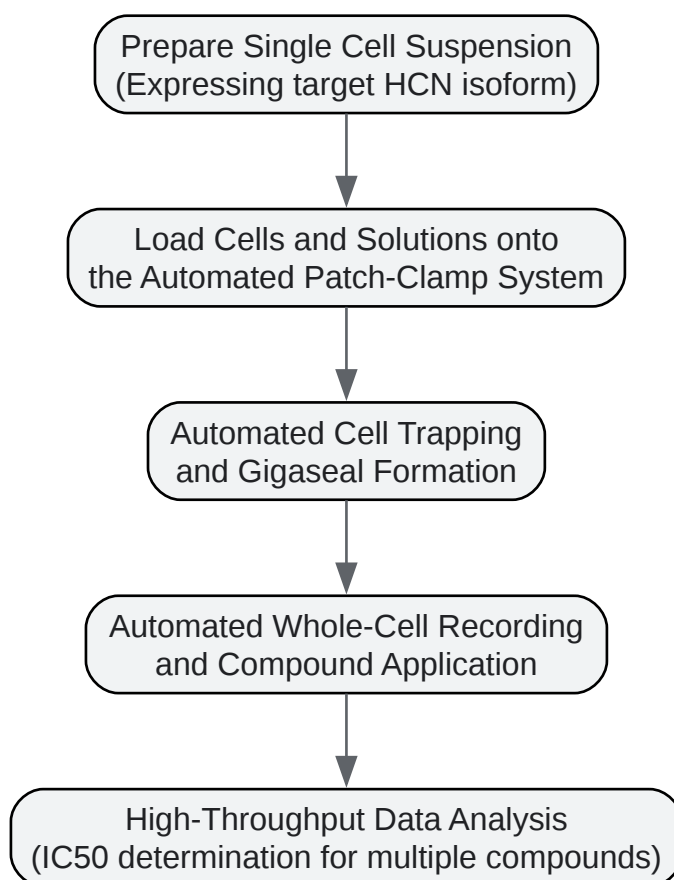 Prepare Single Cell Suspension
(Expressing target HCN isoform)
Load Cells and Solutions onto
the Automated Patch-Clamp System
Automated Cell Trapping
and Gigaseal Formation
Automated Whole-Cell Recording
and Compound Application
High-Throughput Data Analysis
(IC50 determination for multiple compounds)